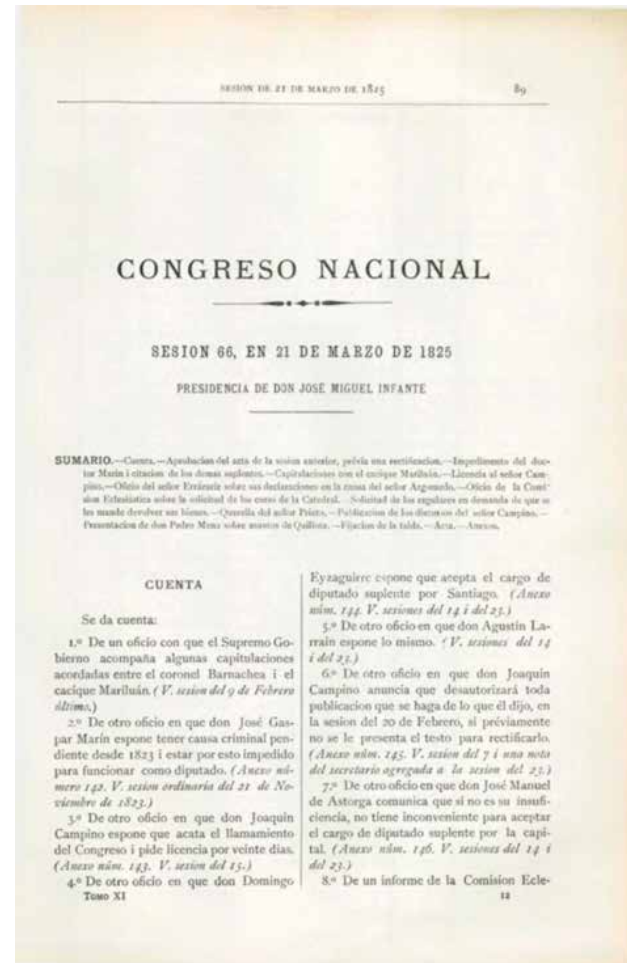 SESION DE 21 DE MARZO DE 1825 89
CONGRESO NACIONAL
SESION 66, EN 21 DE MARZO DE 1825
PRESIDENCIA DE DON JOSÉ MIGUEL INFANTE
SUMARIO.—Cuenta.—Aprobacion del acta de la sesion anterior, prévia una rectificacion.—Impedimento del doc-
tor Marin i citacion de los demas suplentes.—Capitulaciones con el cacique Mariluán.—Licencia al señor Cam-
pino.—Oficio del señor Errázuriz sobre sus declaraciones en la causa del señor Argomedo.—Oficio de la Comi-
sion Eclesiástica sobre la solicitud de los curas de la Catedral.—Solicitud de los regulares en demanda de que se
les mande devolver sus bienes.—Querella del señor Prieto.—Publicacion de los discursos del señor Campino.—
Presentacion de don Pedro Mena sobre asuntos de Quillota.—Fijacion de la tabla.—Acta.—Anexos.
CUENTA
Se da cuenta:
1.º De un oficio con que el Supremo Go-
bierno acompaña algunas capitulaciones
acordadas entre el coronel Barnachea i el
cacique Mariluán. (V. sesion del 9 de Febrero
último.)
2.º De otro oficio en que don José Gas-
par Marin espone tener causa criminal pen-
diente desde 1823 i estar por esto impedido
para funcionar como diputado. (Anexo nú-
mero 142. V. sesion ordinaria del 21 de No-
viembre de 1823.)
3.º De otro oficio en que don Joaquin
Campino espone que acata el llamamiento
del Congreso i pide licencia por veinte dias.
(Anexo núm. 143. V. sesion del 15.)
4.º De otro oficio en que don Domingo
Tomo XI
Eyzaguirre espone que acepta el cargo de
diputado suplente por Santiago. (Anexo
núm. 144. V. sesiones del 14 i del 23.)
5.º De otro oficio en que don Agustin La-
rrain espone lo mismo. (V. sesiones del 14
i del 23.)
6.º De otro oficio en que don Joaquin
Campino anuncia que desautorizará toda
publicacion que se haga de lo que él dijo, en
la sesion del 20 de Febrero, si préviamente
no se le presenta el testo para rectificarlo.
(Anexo núm. 145. V. sesion del 7 i una nota
del secretario agregada a la sesion del 23.)
7.º De otro oficio en que don José Manuel
de Astorga comunica que si no es su insufi-
ciencia, no tiene inconveniente para aceptar
el cargo de diputado suplente por la capi-
tal. (Anexo núm. 146. V. sesiones del 14 i
del 23.)
8.º De un informe de la Comision Ecle-
12